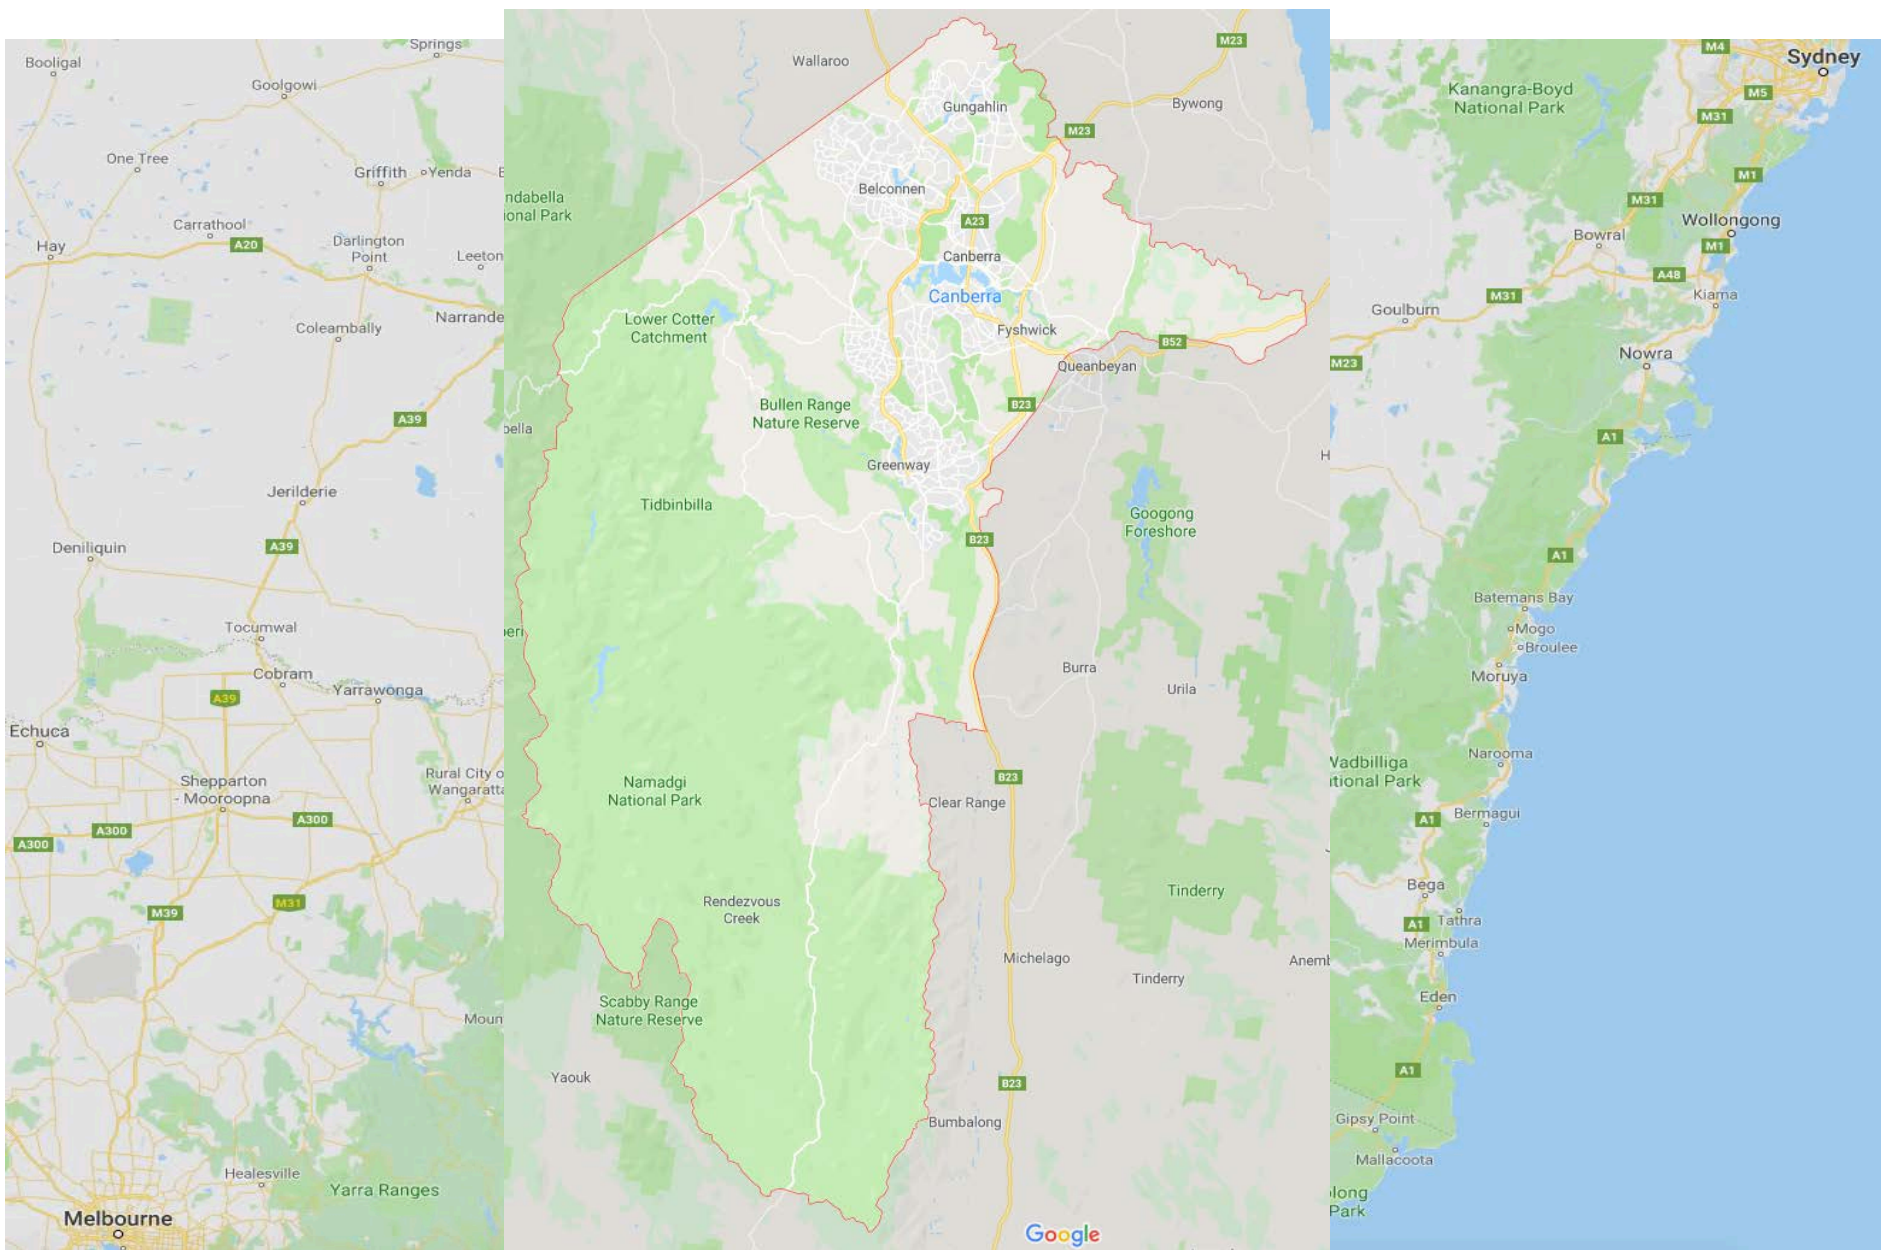 Springs
Booligal
Goolgowi
One Tree
Griffith
Yenda
Carrathool
Darlington
Point
Hay
A20
Leeton
Coleambally
Narrande
A39
Jerilderie
Deniliquin
A39
Tocumwal
Cobram
Yarrawonga
A39
Echuca
Shepparton
- Mooroopna
Rural City o
Wangaratta
A300
A300
A300
M31
M39
Moun
Healesville
Yarra Ranges
Melbourne
M23
Wallaroo
Gungahlin
Bywong
M23
Belconnen
ndabella
ional Park
A23
Canberra
Canberra
Lower Cotter
Catchment
Fyshwick
B52
Queanbeyan
Bullen Range
Nature Reserve
B23
bella
Greenway
H
Tidbinbilla
Googong
Foreshore
B23
beri
Burra
Urila
Namadgi
National Park
B23
Clear Range
Rendezvous
Creek
Tinderry
Michelago
Tinderry
Anemb
Scabby Range
Nature Reserve
Yaouk
B23
Bumbalong
Google
M4
Sydney
Kanangra-Boyd
National Park
M5
M31
M1
M31
Wollongong
Bowral
M1
A48
M31
Kiama
Goulburn
M23
Nowra
A1
A1
Batemans Bay
Mogo
Broulee
Moruya
Narooma
Wadbilliga
ational Park
A1
Bermagui
Bega
A1
Tathra
Merimbula
Eden
A1
Gipsy Point
Mallacoota
olong
Park